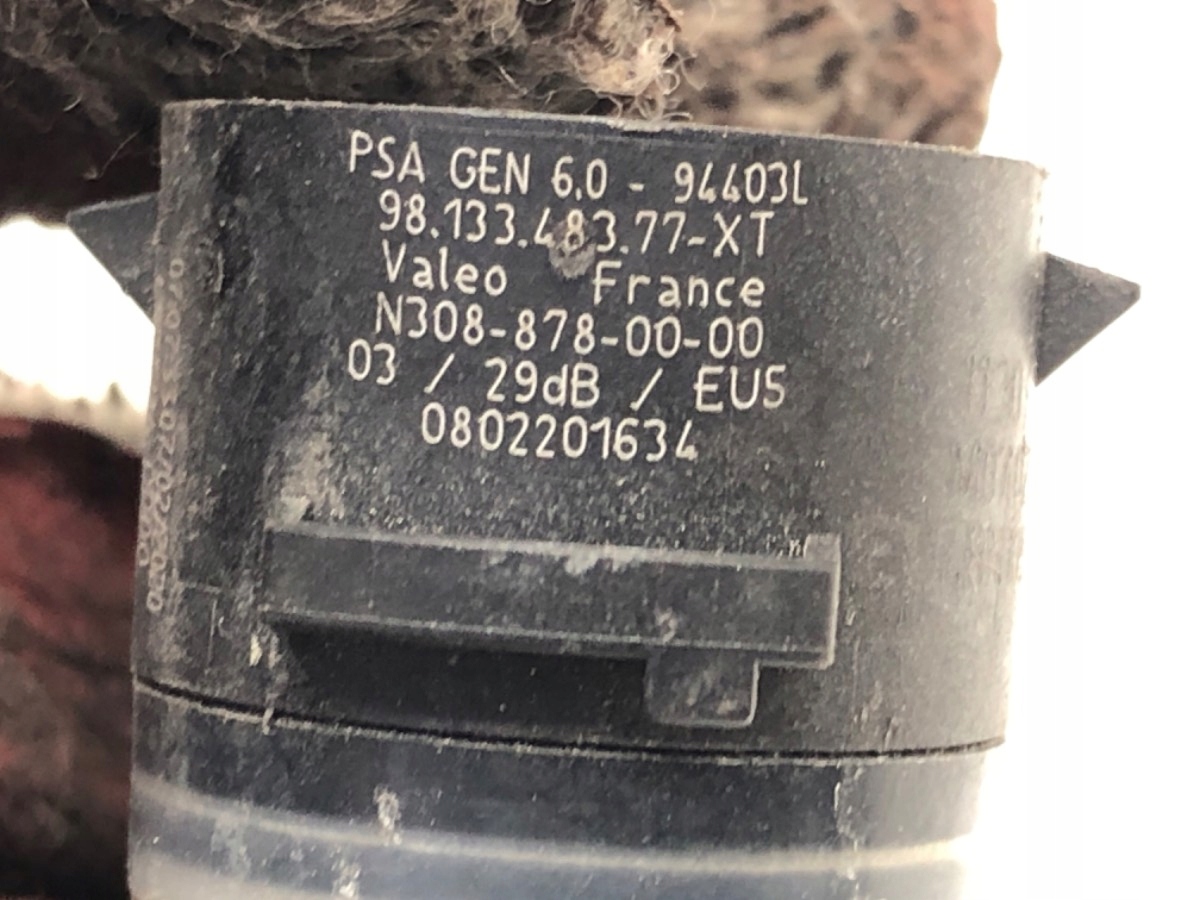 PSA GEN 6.0 - 94403L
98.133.483.77-XT
Valeo France
N308-878-00-00
03 / 29dB / EUS
0802201634